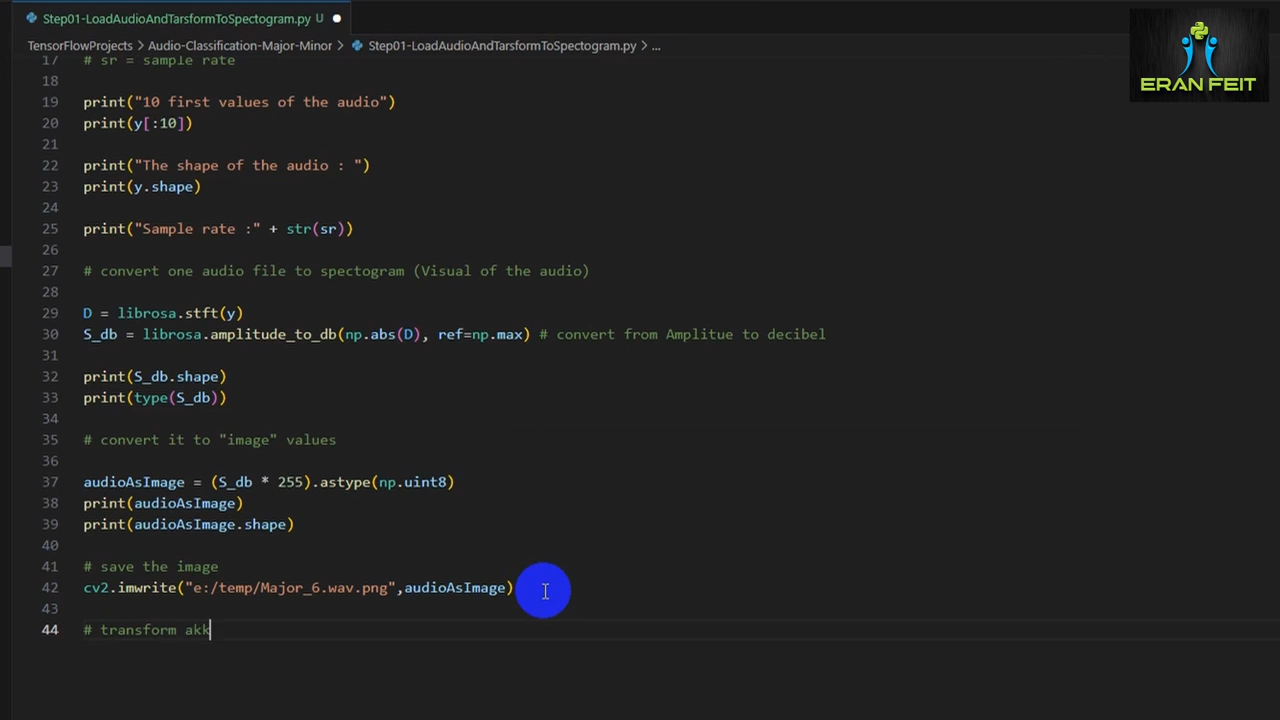 Step01-LoadAudioAndTarsformToSpectogram.py U
TensorFlowProjects > Audio-Classification-Major-Minor > Step01-LoadAudioAndTarsformToSpectogram.py > ...
ERAN FEIT
17 # sr = sample rate
18
19 print("10 first values of the audio")
20 print(y[:10])
21
22 print("The shape of the audio : ")
23 print(y.shape)
24
25 print("Sample rate :" + str(sr))
26
27 # convert one audio file to spectogram (Visual of the audio)
28
29 D = librosa.stft(y)
30 S_db = librosa.amplitude_to_db(np.abs(D), ref=np.max) # convert from Amplitue to decibel
31
32 print(S_db.shape)
33 print(type(S_db))
34
35 # convert it to "image" values
36
37 audioAsImage = (S_db * 255).astype(np.uint8)
38 print(audioAsImage)
39 print(audioAsImage.shape)
40
41 # save the image
42 cv2.imwrite("e:/temp/Major_6.wav.png",audioAsImage)
43
44 # transform akk